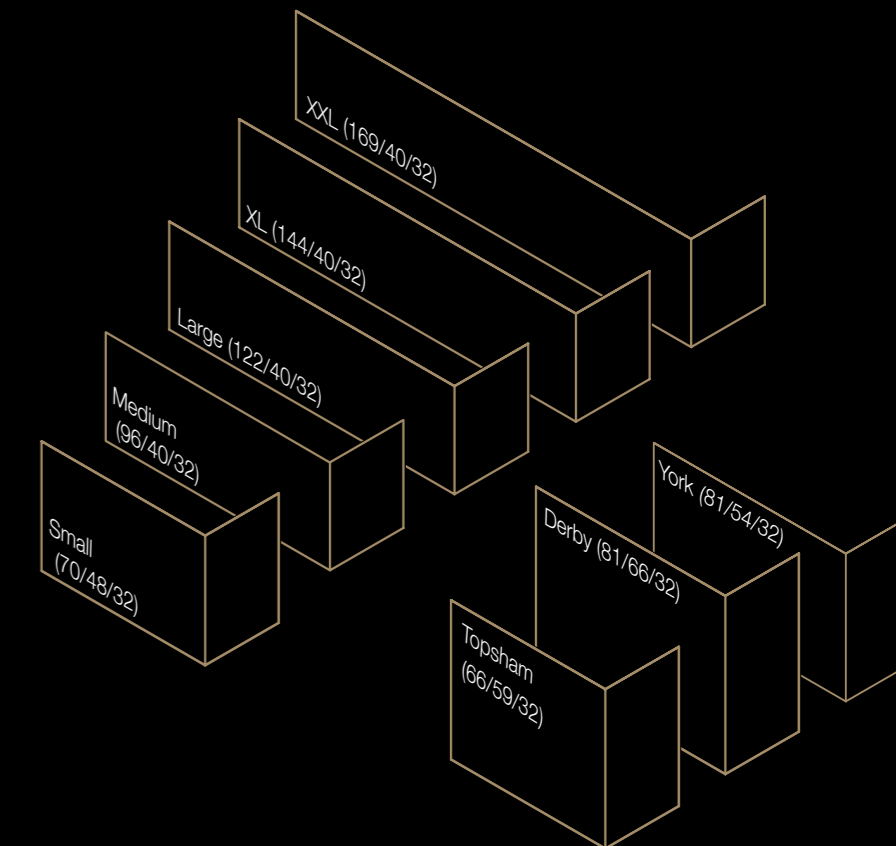 XXL (169/40/32)
XL (144/40/32)
Large (122/40/32)
Medium
(96/40/32)
Small
(70/48/32)
York (81/54/32)
Derby (81/66/32)
Topsham
(66/59/32)